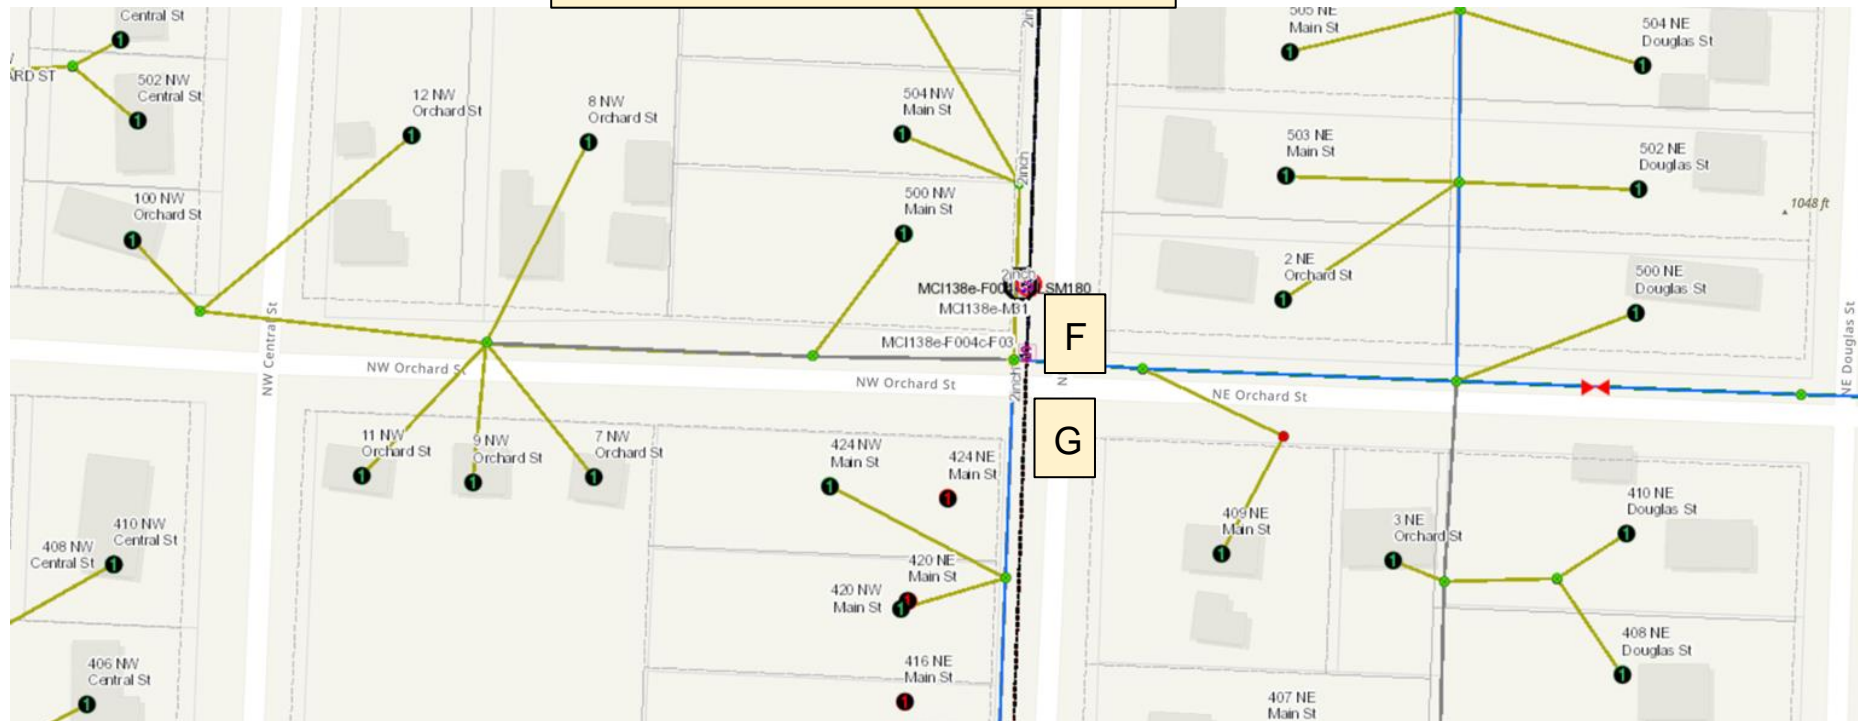 Central St
502 NW
Central St
ARD ST
100 NW
Orchard St
12 NW
Orchard St
8 NW
Orchard St
504 NW
Main St
500 NW
Main St
2inch
2inch
2inch
MCI138e-M31
SM180
MCI138e-F004c-F03
2inch
F
G
505 NE
Main St
504 NE
Douglas St
503 NE
Main St
502 NE
Douglas St
1048 ft
2 NE
Orchard St
500 NE
Douglas St
NE Douglas St
NW Central St
NW Orchard St
NW Orchard St
NE Orchard St
11 NW
Orchard St
9 NW
Orchard St
7 NW
Orchard St
424 NW
Main St
424 NE
Main St
410 NW
Central St
408 NW
Central St
420 NE
Main St
420 NW
Main St
406 NW
Central St
416 NE
Main St
409 NE
Main St
3 NE
Orchard St
410 NE
Douglas St
408 NE
Douglas St
407 NE
Main St